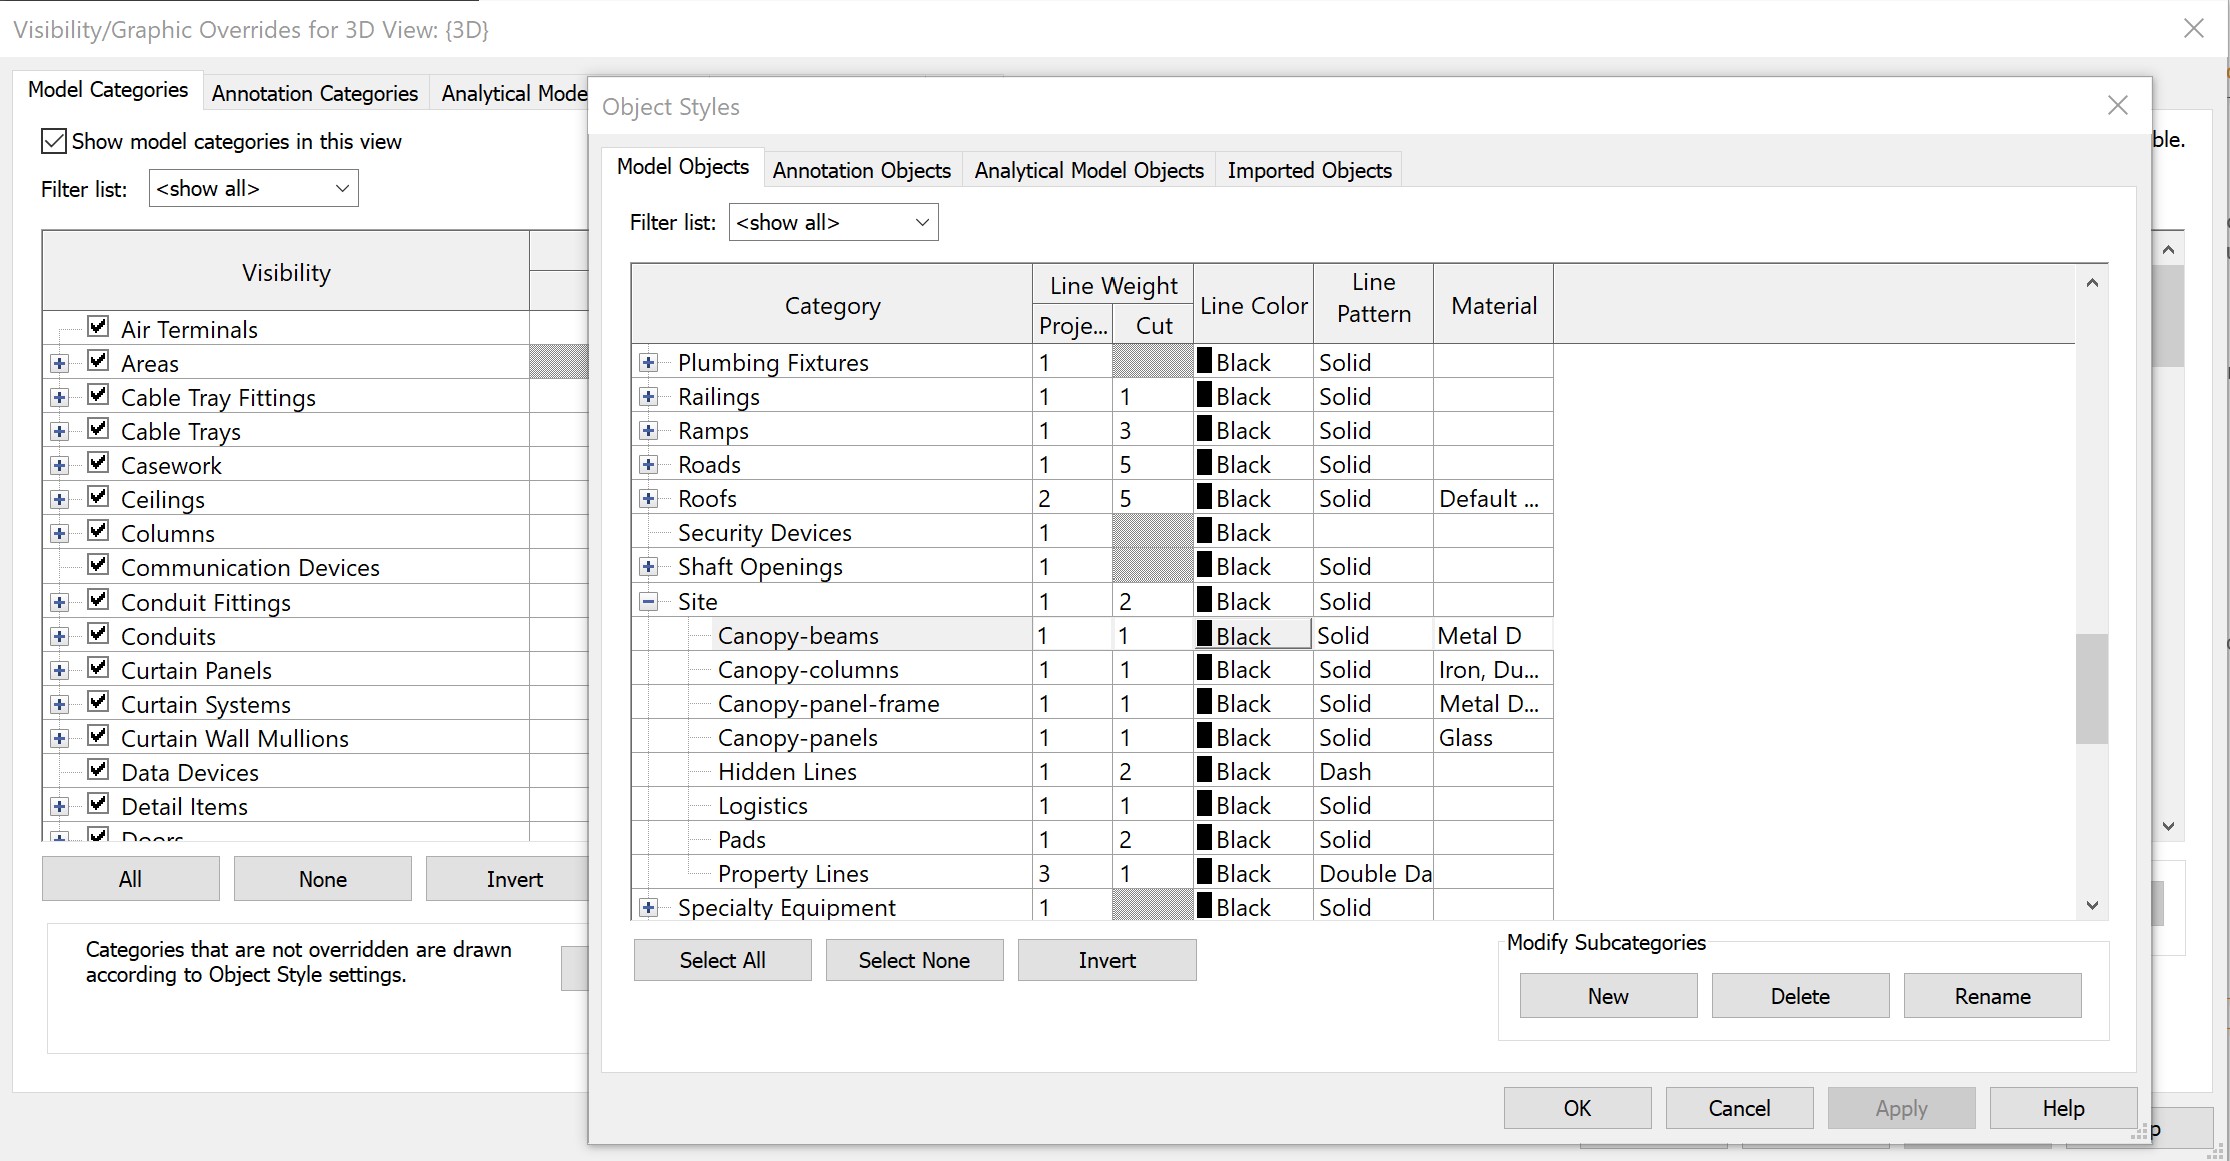 Visibility/Graphic Overrides for 3D View: {3D}
Model Categories
Annotation Categories
Analytical Mode
Show model categories in this view
Filter list:
<show all>
Visibility
Air Terminals
Areas
Cable Tray Fittings
Cable Trays
Casework
Ceilings
Columns
Communication Devices
Conduit Fittings
Conduits
Curtain Panels
Curtain Systems
Curtain Wall Mullions
Data Devices
Detail Items
Doors
All
None
Invert
Categories that are not overridden are drawn
according to Object Style settings.
ble.
Object Styles
Model Objects
Annotation Objects
Analytical Model Objects
Imported Objects
Filter list:
<show all>
Category
Line Weight
Proje...
Cut
Line Color
Line
Pattern
Material
Plumbing Fixtures 1 Black Solid
Railings 1 1 Black Solid
Ramps 1 3 Black Solid
Roads 1 5 Black Solid
Roofs 2 5 Black Solid Default ...
Security Devices 1 Black
Shaft Openings 1 Black Solid
Site 1 2 Black Solid
Canopy-beams 1 1 Black Solid Metal D
Canopy-columns 1 1 Black Solid Iron, Du...
Canopy-panel-frame 1 1 Black Solid Metal D...
Canopy-panels 1 1 Black Solid Glass
Hidden Lines 1 2 Black Dash
Logistics 1 1 Black Solid
Pads 1 2 Black Solid
Property Lines 3 1 Black Double Da
Specialty Equipment 1 Black Solid
Select All
Select None
Invert
Modify Subcategories
New
Delete
Rename
OK
Cancel
Apply
Help
p